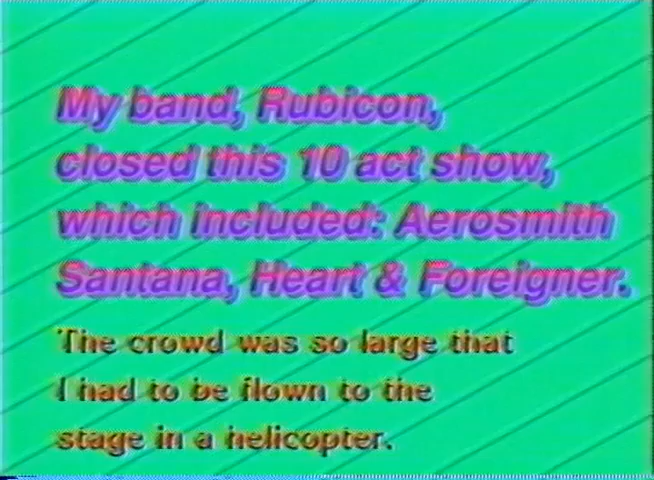 My band, Rubicon,
closed this 10 act show,
which included: Aerosmith
Santana, Heart & Foreigner.
The crowd was so large that
I had to be flown to the
stage in a helicopter.